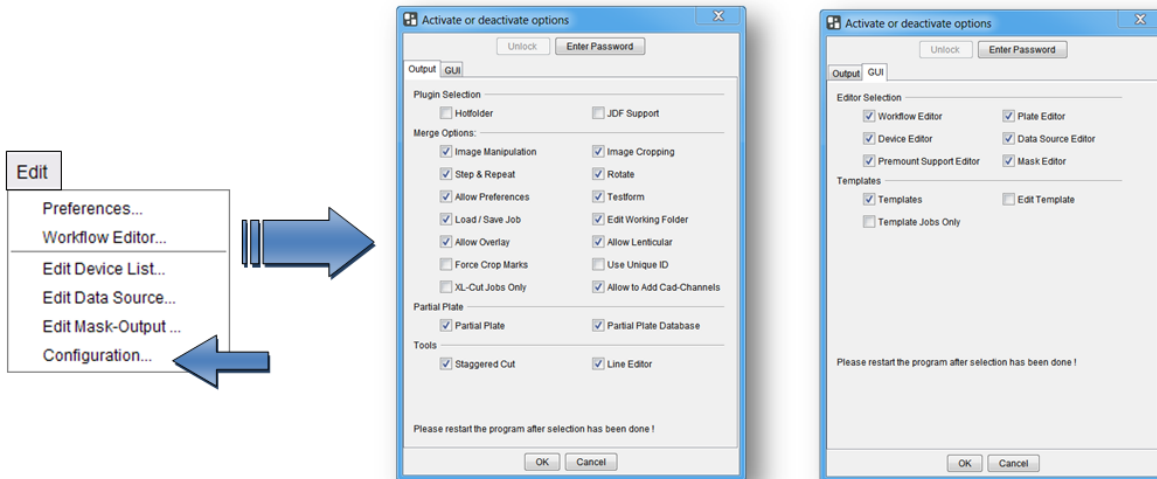 Edit
Preferences...
Workflow Editor...
Edit Device List...
Edit Data Source...
Edit Mask-Output ...
Configuration...
Activate or deactivate options
Unlock Enter Password
Output GUI
Plugin Selection
Hotfolder JDF Support
Merge Options:
Image Manipulation Image Cropping
Step & Repeat Rotate
Allow Preferences Testform
Load / Save Job Edit Working Folder
Allow Overlay Allow Lenticular
Force Crop Marks Use Unique ID
XL-Cut Jobs Only Allow to Add Cad-Channels
Partial Plate
Partial Plate Partial Plate Database
Tools
Staggered Cut Line Editor
Please restart the program after selection has been done !
OK Cancel
Activate or deactivate options
Unlock Enter Password
Output GUI
Editor Selection
Workflow Editor Plate Editor
Device Editor Data Source Editor
Premount Support Editor Mask Editor
Templates
Templates Edit Template
Template Jobs Only
Please restart the program after selection has been done !
OK Cancel